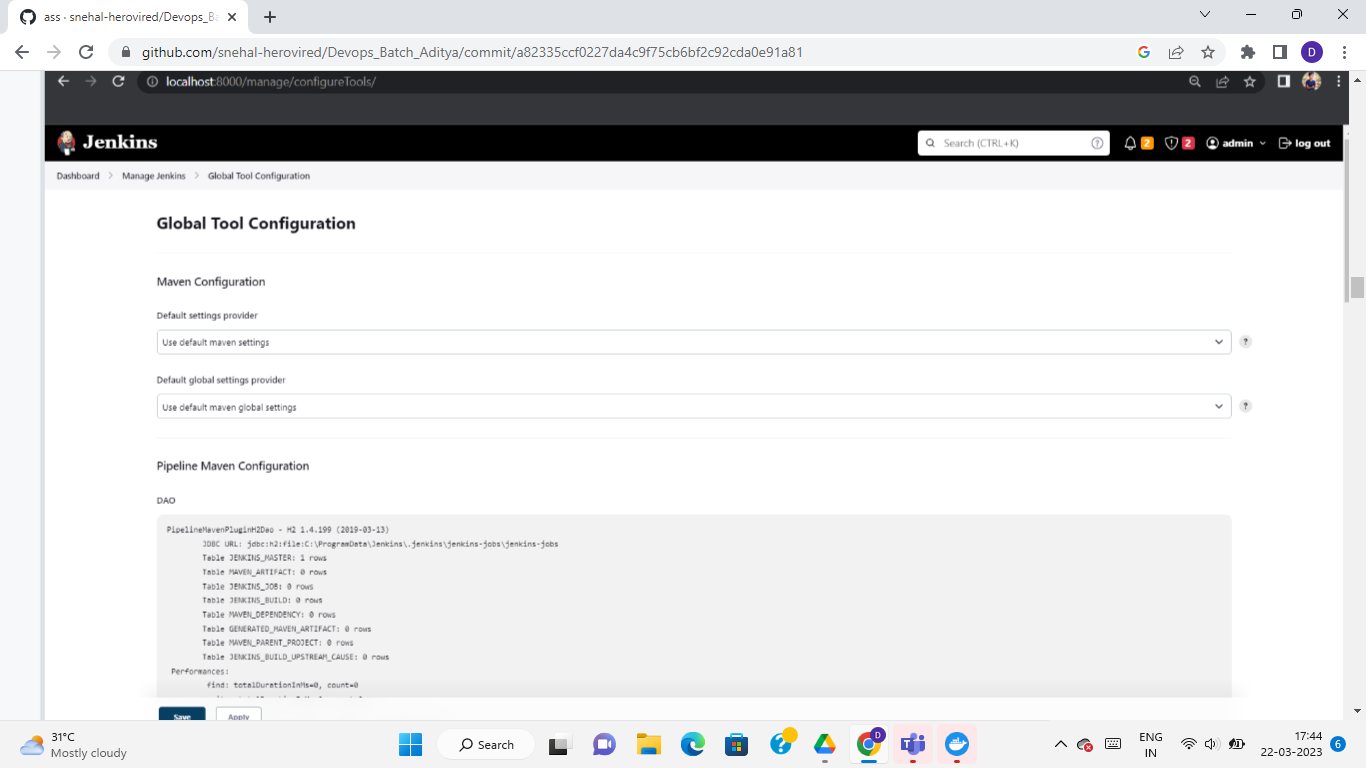 ass · snehal-herovired/Devops_Ba
github.com/snehal-herovired/Devops_Batch_Aditya/commit/a82335ccf0227da4c9f75cb6bf2c92cda0e91a81
D
localhost:8000/manage/configureTools/
Jenkins
Search (CTRL+K)
2
2
admin
log out
Dashboard > Manage Jenkins > Global Tool Configuration
Global Tool Configuration
Maven Configuration
Default settings provider
Use default maven settings
?
Default global settings provider
Use default maven global settings
?
Pipeline Maven Configuration
DAO
PipelineMavenPluginH2Dao - H2 1.4.199 (2019-03-13)
JDBC URL: jdbc:h2:file:C:\ProgramData\Jenkins\.jenkins\jenkins-jobs\jenkins-jobs
Table JENKINS_MASTER: 1 rows
Table MAVEN_ARTIFACT: 0 rows
Table JENKINS_JOB: 0 rows
Table JENKINS_BUILD: 0 rows
Table MAVEN_DEPENDENCY: 0 rows
Table GENERATED_MAVEN_ARTIFACT: 0 rows
Table MAVEN_PARENT_PROJECT: 0 rows
Table JENKINS_BUILD_UPSTREAM_CAUSE: 0 rows
Performances:
find: totalDurationInMs=0, count=0
Save
Apply
31°C
Mostly cloudy
Search
D
ENG
IN
17:44
22-03-2023
6